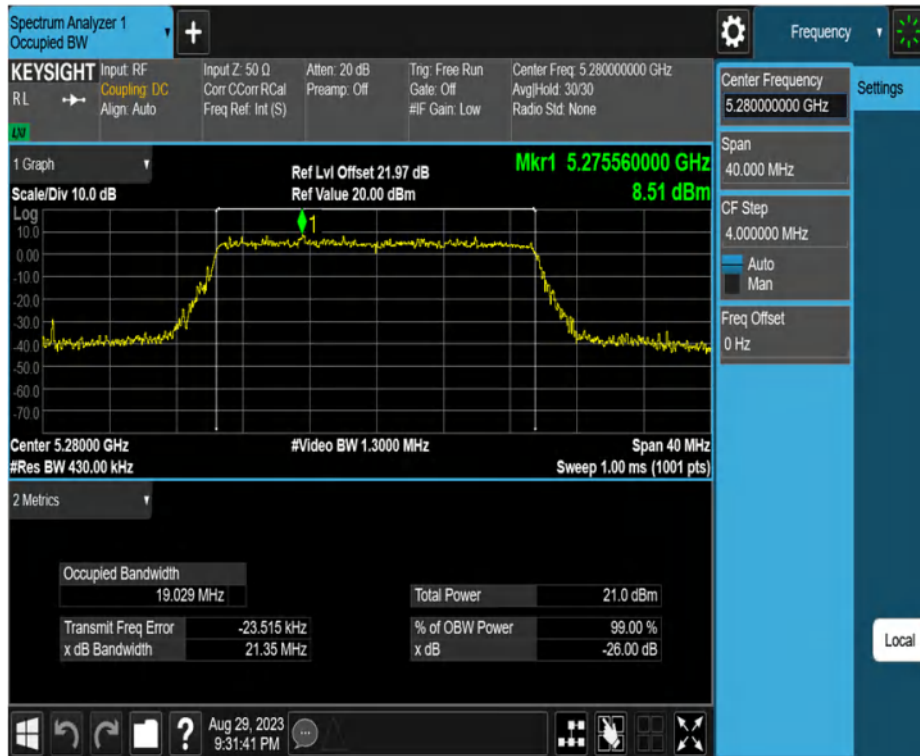 Spectrum Analyzer 1
Occupied BW
+
Frequency
KEYSIGHT
RL
LXI
Input: RF
Coupling: DC
Align: Auto
Input Z: 50 Ω
Corr CCorr RCal
Freq Ref: Int (S)
Atten: 20 dB
Preamp: Off
Trig: Free Run
Gate: Off
#IF Gain: Low
Center Freq: 5.280000000 GHz
Avg|Hold: 30/30
Radio Std: None
Center Frequency
5.280000000 GHz
Settings
Span
40.000 MHz
CF Step
4.000000 MHz
Auto
Man
Freq Offset
0 Hz
Local
1 Graph
Scale/Div 10.0 dB
Ref Lvl Offset 21.97 dB
Ref Value 20.00 dBm
Mkr1 5.275560000 GHz
8.51 dBm
Log
1
10.0
0.00
-10.0
-20.0
-30.0
-40.0
-50.0
-60.0
-70.0
Center 5.28000 GHz
#Video BW 1.3000 MHz
Span 40 MHz
#Res BW 430.00 kHz
Sweep 1.00 ms (1001 pts)
2 Metrics
Occupied Bandwidth
19.029 MHz
Total Power 21.0 dBm
Transmit Freq Error -23.515 kHz
% of OBW Power 99.00 %
x dB Bandwidth 21.35 MHz
x dB -26.00 dB
?
Aug 29, 2023
9:31:41 PM